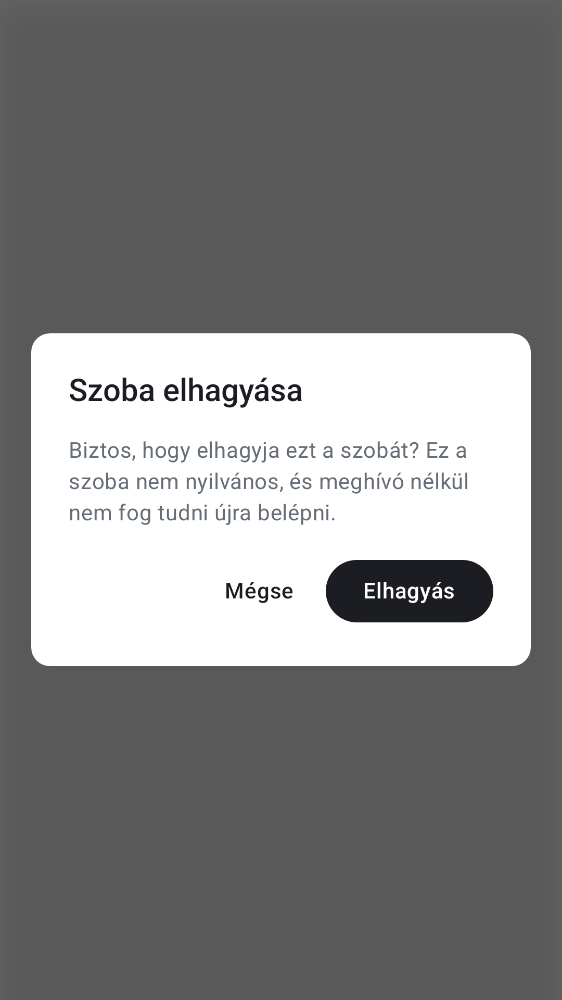 Szoba elhagyása
Biztos, hogy elhagyja ezt a szobát? Ez a
szoba nem nyilvános, és meghívó nélkül
nem fog tudni újra belépni.
Mégse
Elhagyás